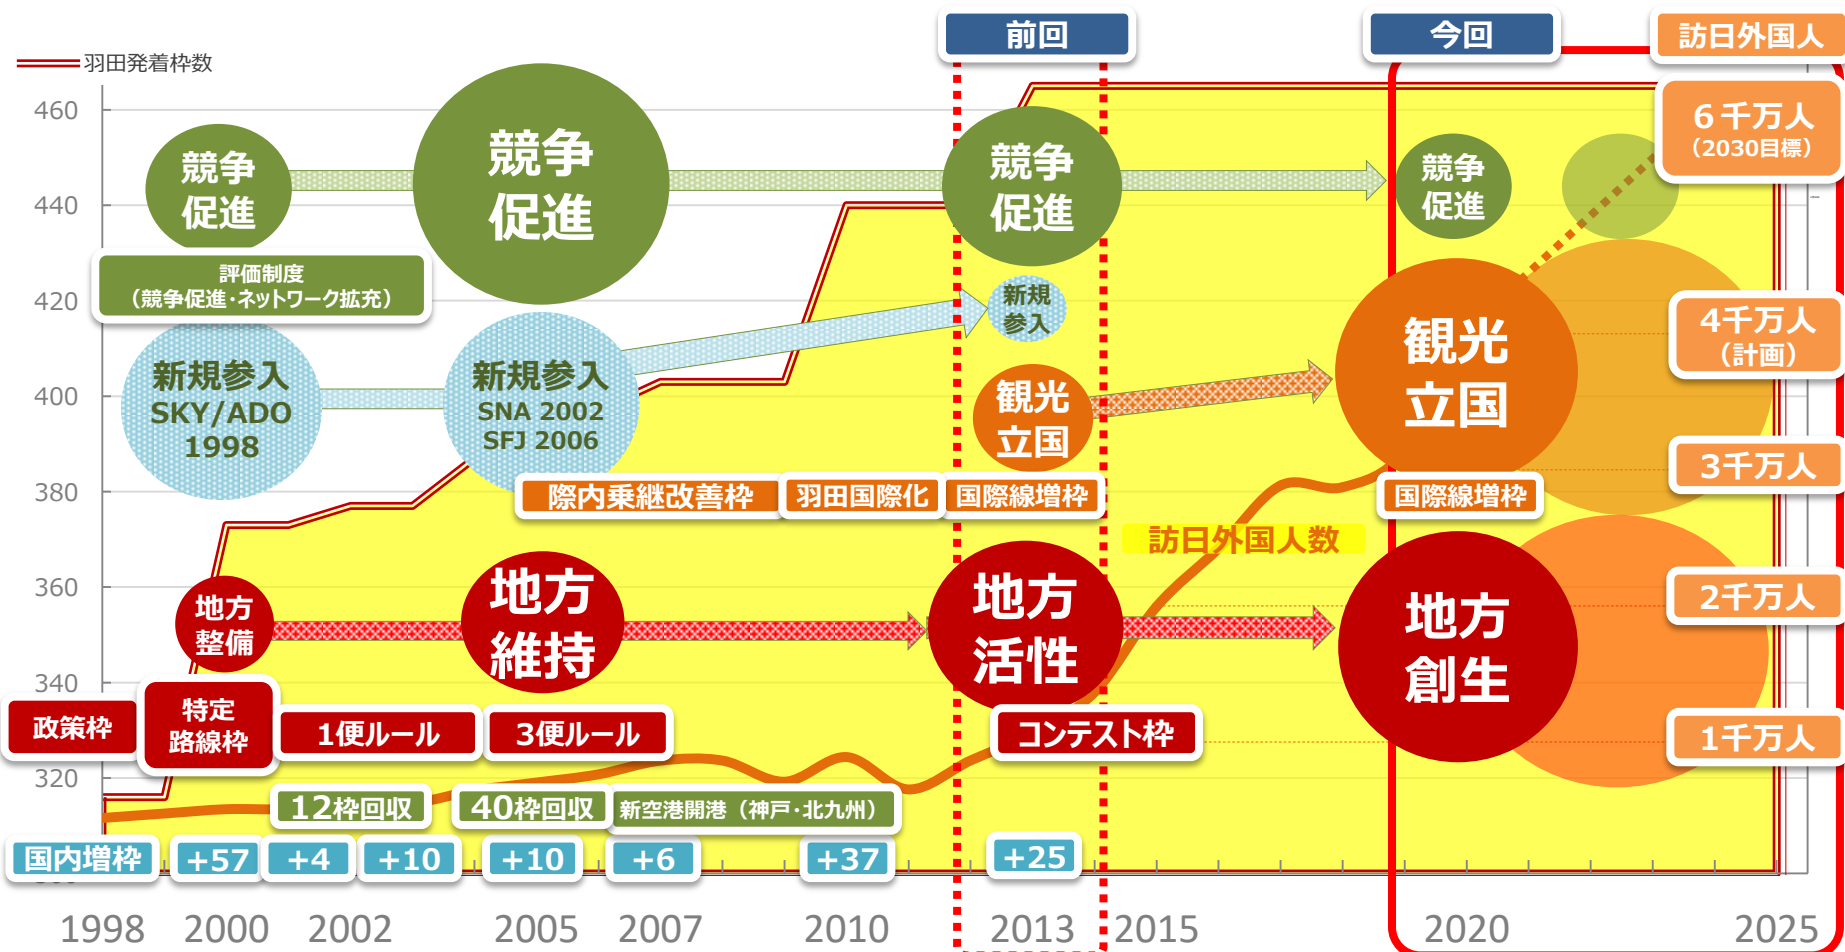 前回
今回
訪日外国人
羽田発着枠数
460
440
420
400
380
360
340
320
6千万人
（2030目標）
4千万人
（計画）
3千万人
2千万人
1千万人
競争
促進
競争
促進
競争
促進
競争
促進
評価制度
（競争促進・ネットワーク拡充）
新規参入
SKY/ADO
1998
新規参入
SNA 2002
SFJ 2006
新規
参入
観光
立国
観光
立国
際内乗継改善枠
羽田国際化
国際線増枠
国際線増枠
訪日外国人数
地方
整備
地方
維持
地方
活性
地方
創生
政策枠
特定
路線枠
1便ルール
3便ルール
コンテスト枠
12枠回収
40枠回収
新空港開港（神戸・北九州）
国内増枠
+57
+4
+10
+10
+6
+37
+25
1998
2000
2002
2005
2007
2010
2013
2015
2020
2025